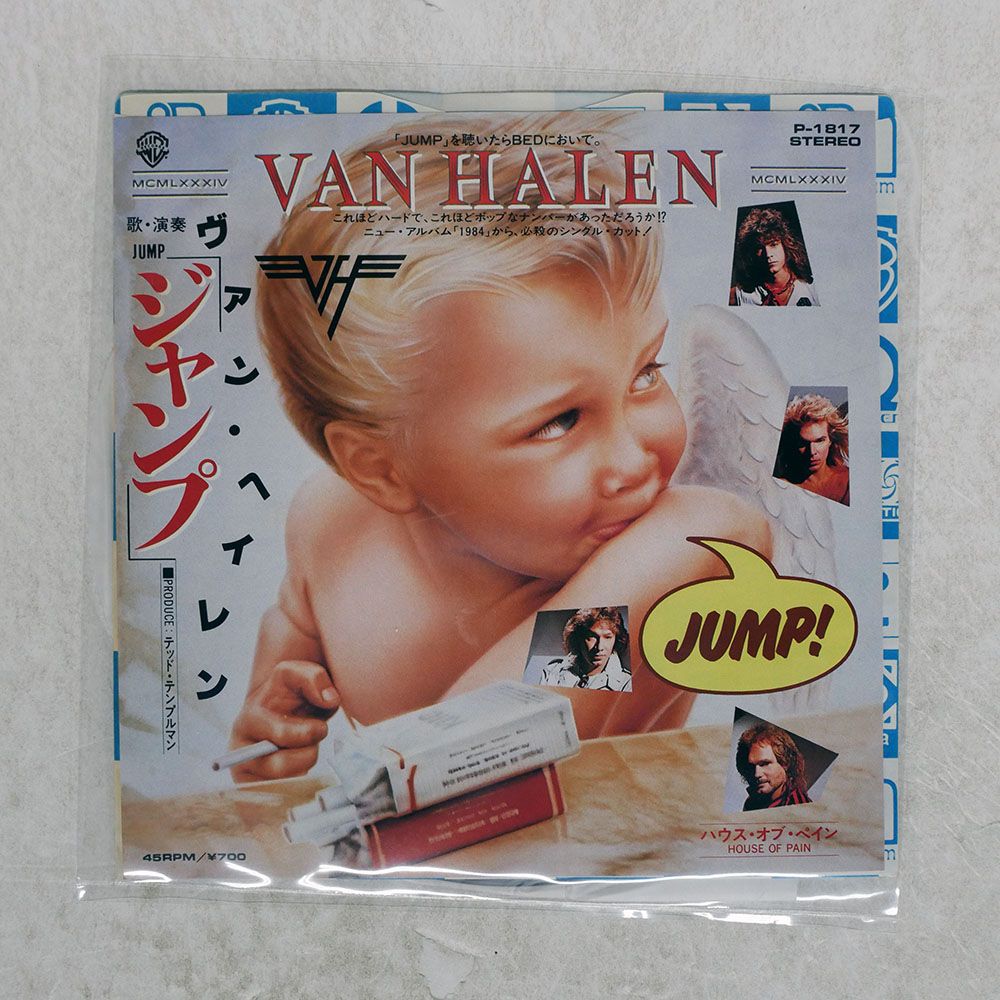 「JUMP」を聴いたらBEDにおいで。
P-1817
STEREO
VAN HALEN
MCMLXXXIV
MCMLXXXIV
これほどハードで、これほどポップなナンバーがあっただろうか!?
ニュー・アルバム「1984」から、必殺のシングル・カット!
歌・演奏
ヴァン・ヘイレン
JUMP
ジャンプ
VH
■PRODUCE：テッド・テンプルマン
JUMP!
ハウス・オブ・ペイン
HOUSE OF PAIN
45RPM/¥700